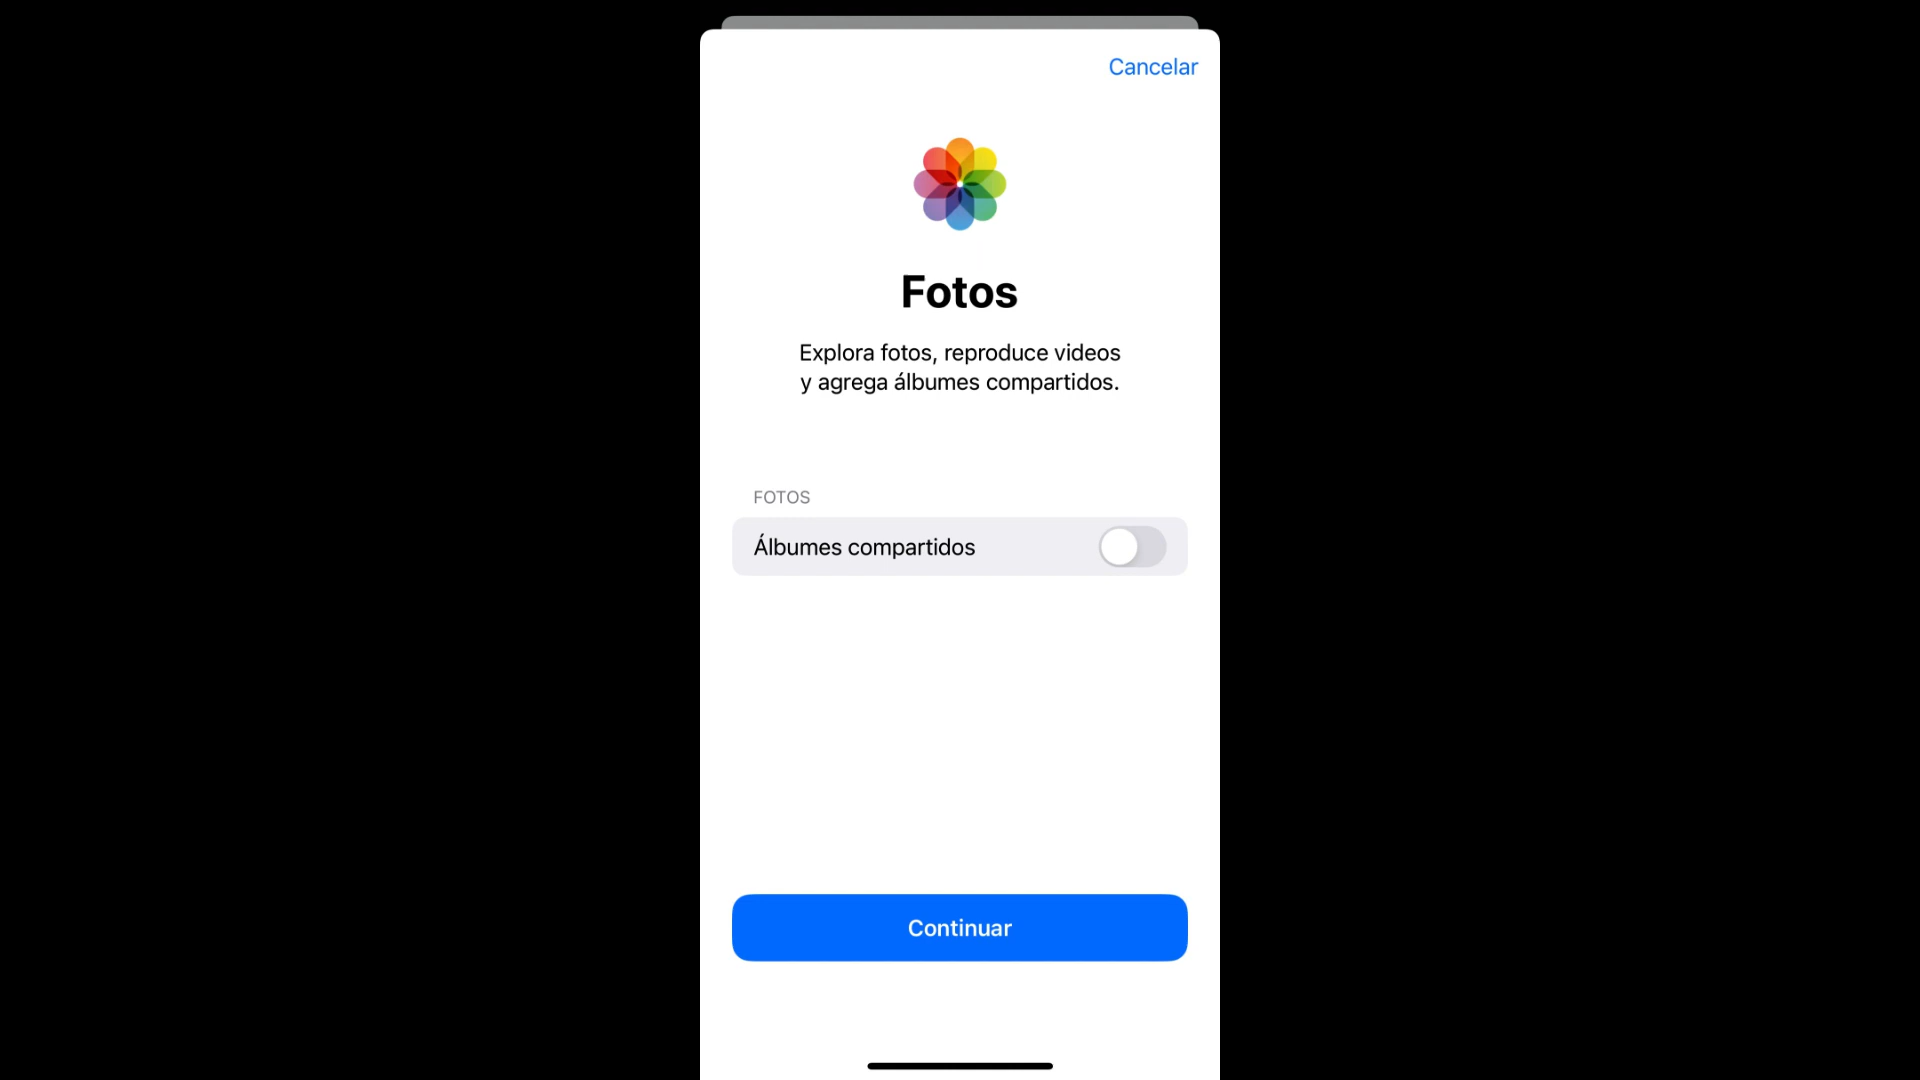 Cancelar
Fotos
Explora fotos, reproduce videos
y agrega álbumes compartidos.
FOTOS
Álbumes compartidos
Continuar